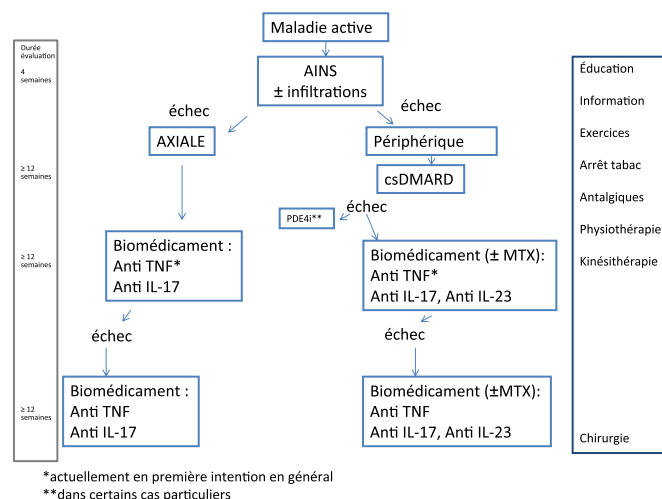 Maladie active
Durée
évaluation
4
semaines
≥ 12
semaines
≥ 12
semaines
≥ 12
semaines
AINS
± infiltrations
échec
échec
AXIALE
Périphérique
csDMARD
échec
PDE4i**
Biomédicament :
Anti TNF*
Anti IL-17
Biomédicament (± MTX):
Anti TNF*
Anti IL-17, Anti IL-23
échec
échec
Biomédicament :
Anti TNF
Anti IL-17
Biomédicament (±MTX):
Anti TNF
Anti IL-17, Anti IL-23
Éducation
Information
Exercices
Arrêt tabac
Antalgiques
Physiothérapie
Kinésithérapie
Chirurgie
*actuellement en première intention en général
**dans certains cas particuliers